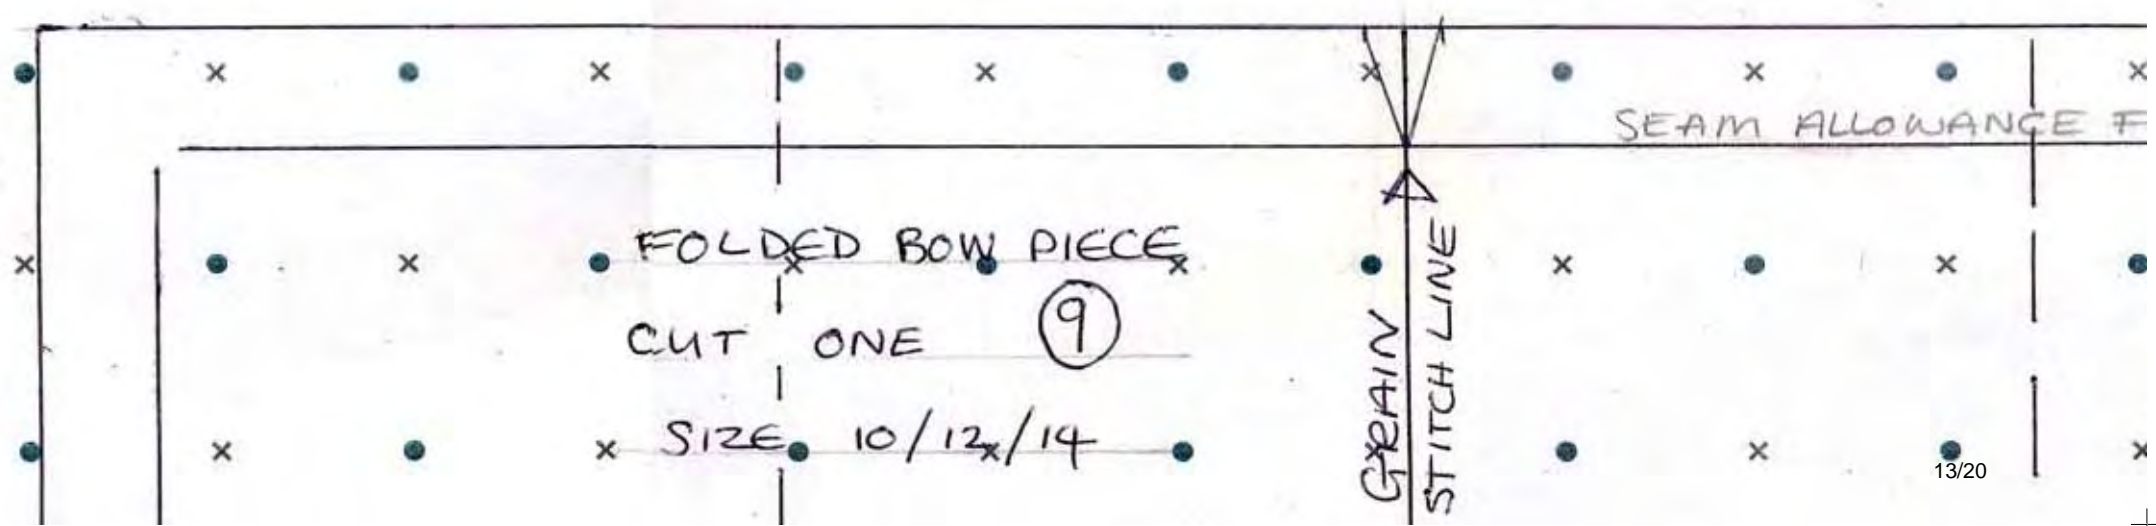 SEAM ALLOWANCE F
FOLDED BOW PIECE
CUT ONE 9
SIZE 10/12/14
GRAIN
STITCH LINE
13/20